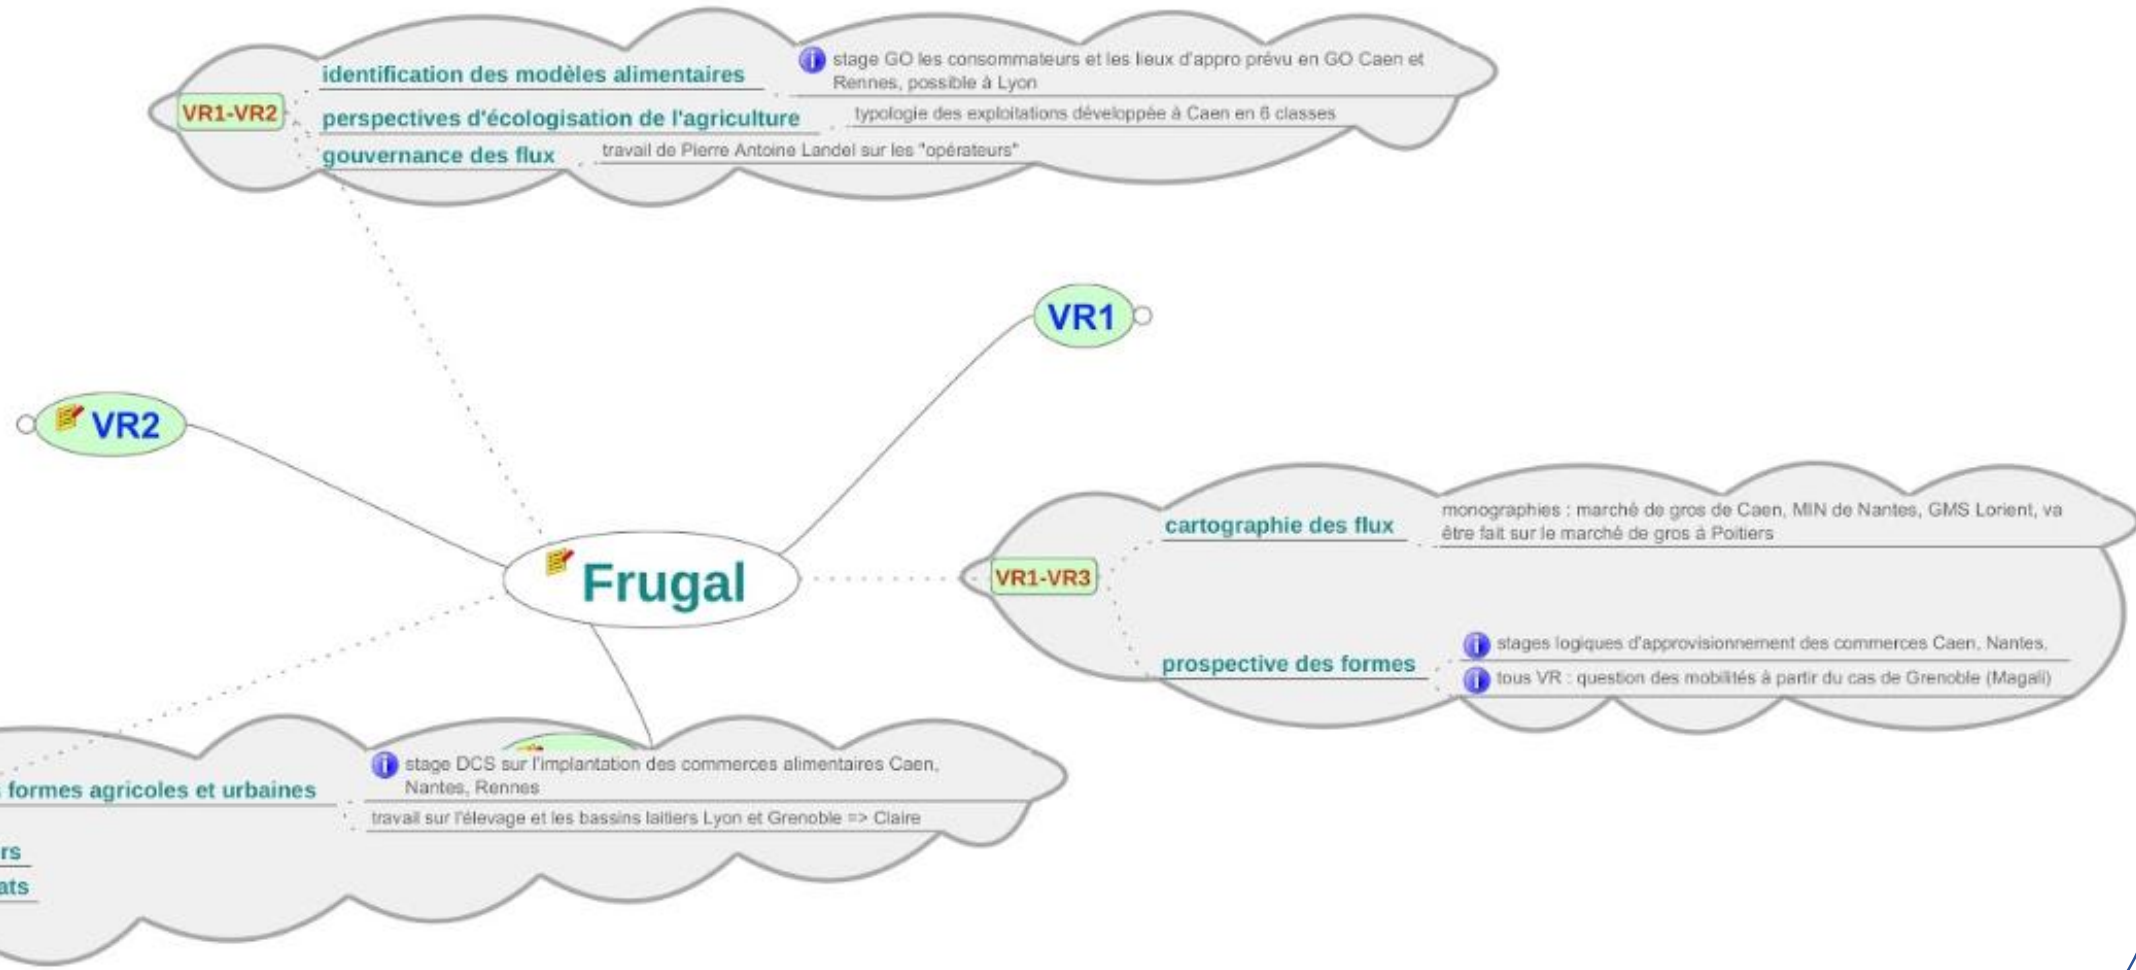 identification des modèles alimentaires
stage GO les consommateurs et les lieux d'appro prévu en GO Caen et
Rennes, possible à Lyon
VR1-VR2
perspectives d'écologisation de l'agriculture
typologie des exploitations développée à Caen en 6 classes
gouvernance des flux
travail de Pierre Antoine Landel sur les "opérateurs"
VR1
VR2
Frugal
cartographie des flux
monographies : marché de gros de Caen, MIN de Nantes, GMS Lorient, va
être fait sur le marché de gros à Poitiers
VR1-VR3
prospective des formes
stages logiques d'approvisionnement des commerces Caen, Nantes,
tous VR : question des mobilités à partir du cas de Grenoble (Magali)
formes agricoles et urbaines
stage DCS sur l'implantation des commerces alimentaires Caen,
Nantes, Rennes
travail sur l'élevage et les bassins laitiers Lyon et Grenoble => Claire
rs
ats